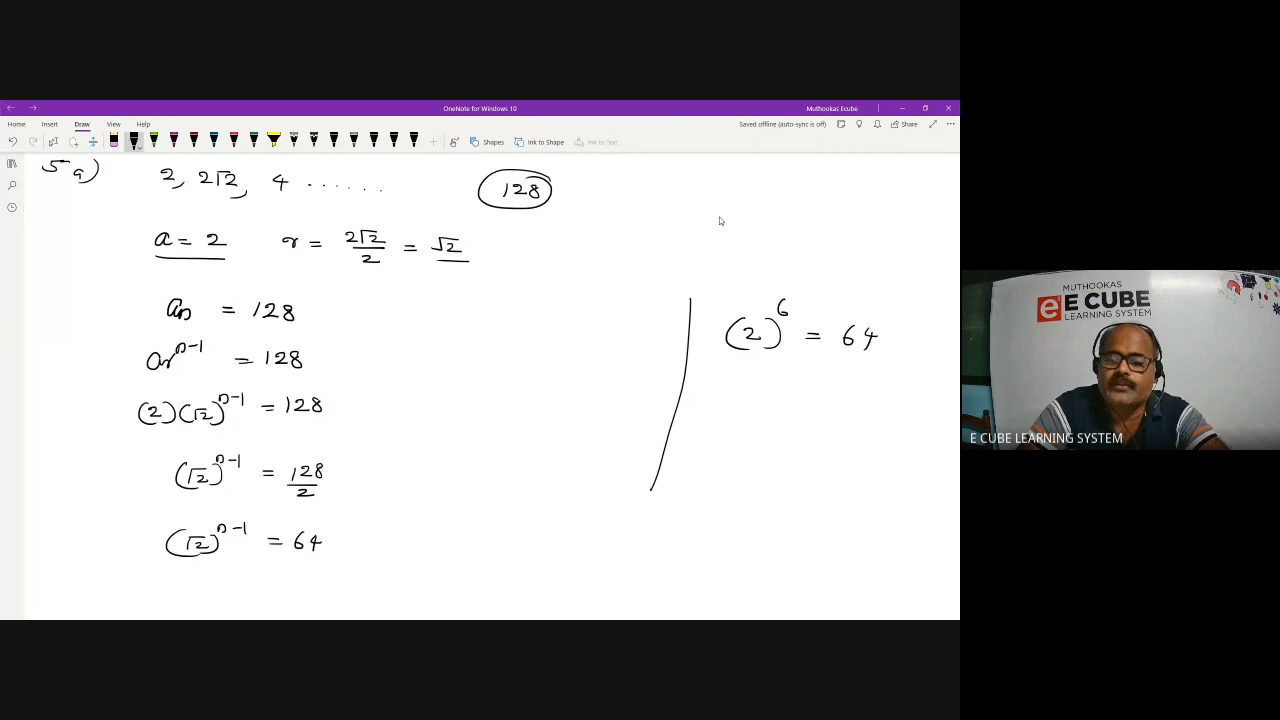 OneNote for Windows 10
Muthookas Ecube
Home Insert Draw View Help
Saved offline (auto-sync is off) Share
Shapes Ink to Shape Ink to Text
5 a) 2, 2√2, 4 ...... 128
a = 2 r = 2√2/2 = √2
an = 128
ar^(n-1) = 128
(2)(√2)^(n-1) = 128
(√2)^(n-1) = 128/2
(√2)^(n-1) = 64
(2)^6 = 64
MUTHOOKAS
e E CUBE
LEARNING SYSTEM
E CUBE LEARNING SYSTEM